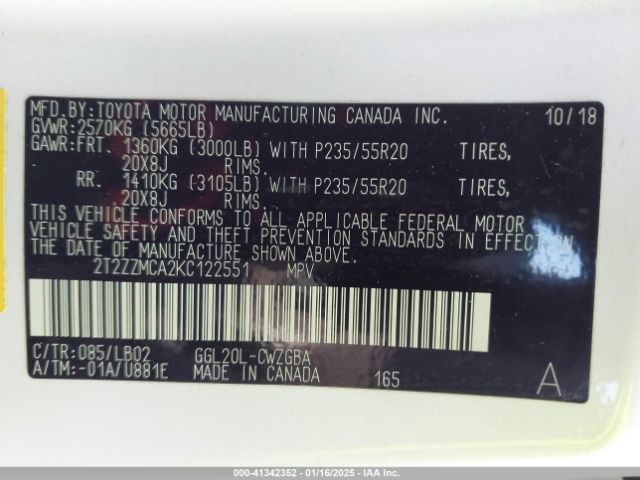 MFD.BY:TOYOTA MOTOR MANUFACTURING CANADA INC. 10/18
GVWR:2570KG (5665LB)
GAWR:FRT. 1360KG (3000LB) WITH P235/55R20 TIRES,
20X8J RIMS.
RR. 1410KG (3105LB) WITH P235/55R20 TIRES,
20X8J RIMS.
THIS VEHICLE CONFORMS TO ALL APPLICABLE FEDERAL MOTOR
VEHICLE SAFETY AND THEFT PREVENTION STANDARDS IN EFFECT ON
THE DATE OF MANUFACTURE SHOWN ABOVE.
2T2ZZMCA2KC122551 MPV
C/TR:085/LB02 GGL20L-CWZGBA
A/TM:-01A/U881E MADE IN CANADA 165 A
QQ-000-41342352 - 01/16/2025 - IAA Inc.